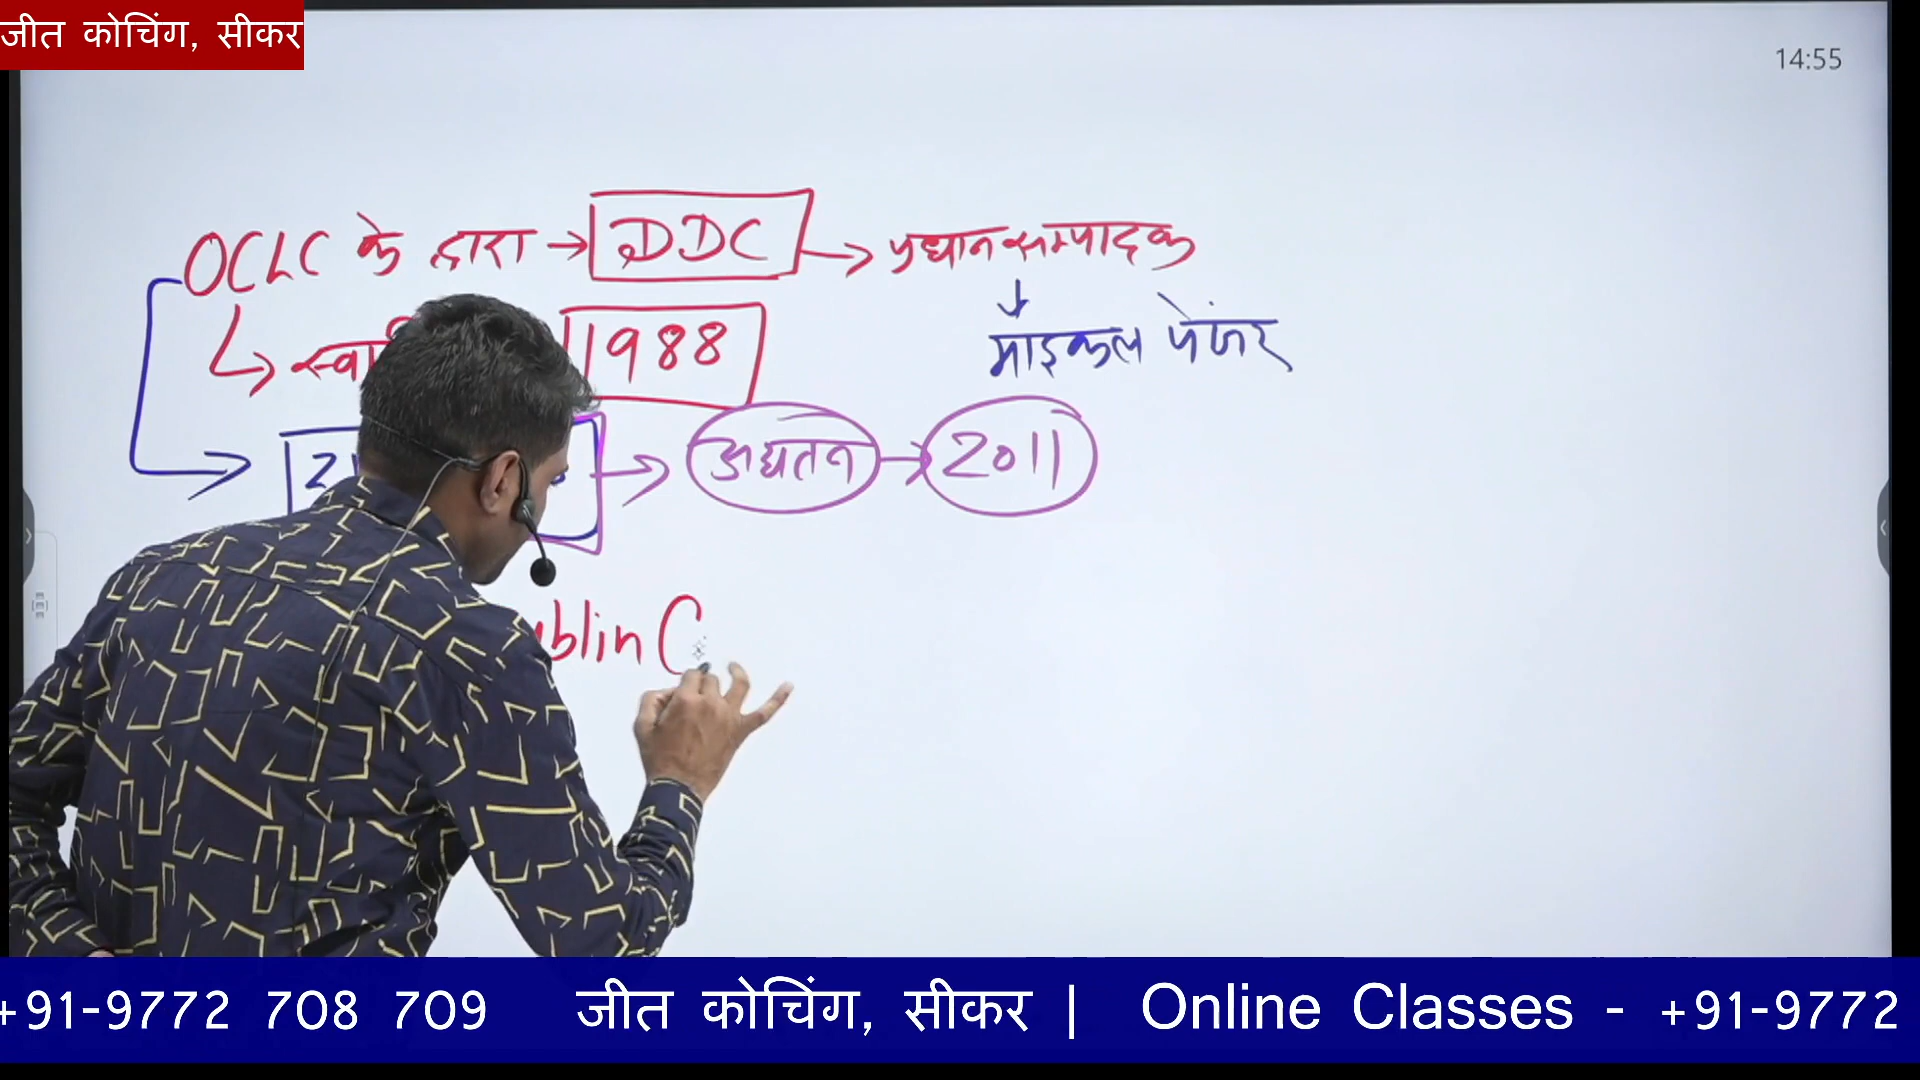 जीत कोचिंग, सीकर
14:55
OCLC के द्वारा → DDC → प्रधान सम्पादक
1988
माइकल पेंजर
→ अद्यतन → 2011
blin C
+91-9772 708 709 जीत कोचिंग, सीकर | Online Classes - +91-9772